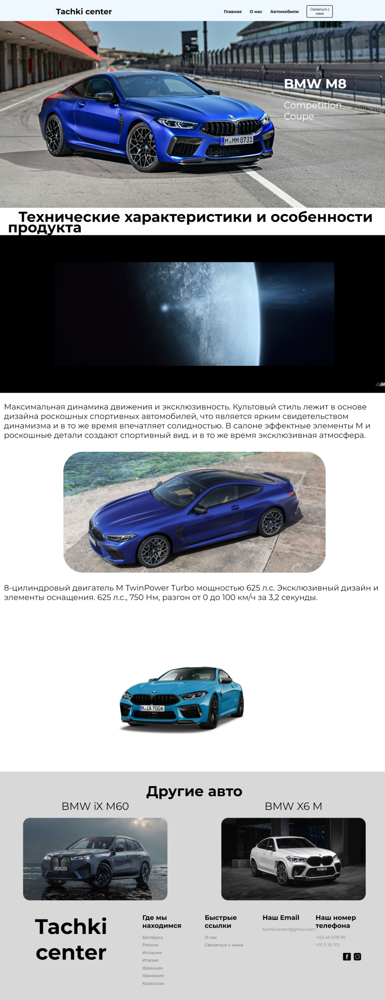 Tachki center
Главная
О нас
Автомобили
Связаться с
нами
BMW M8
Competition
Coupe
M MM 8731
Технические характеристики и особенности
продукта
M
Максимальная динамика движения и эксклюзивность. Культовый стиль лежит в основе
дизайна роскошных спортивных автомобилей, что является ярким свидетельством
динамизма и в то же время впечатляет солидностью. В салоне эффектные элементы М и
роскошные детали создают спортивный вид. и в то же время эксклюзивная атмосфера.
8-цилиндровый двигатель M TwinPower Turbo мощностью 625 л.с. Эксклюзивный дизайн и
элементы оснащения. 625 л.с., 750 Нм, разгон от 0 до 100 км/ч за 3,2 секунды.
M IA 7006
Другие авто
BMW iX M60
BMW X6 M
Tachki
center
Где мы
находимся
Беларусь
Россия
Испания
Италия
Франция
Германия
Казахстан
Быстрые
ссылки
О нас
Связаться с нами
Наш Email
tachkicenter@gmail.com
Наш номер
телефона
+123 45 678 90
+111 11 111 1111